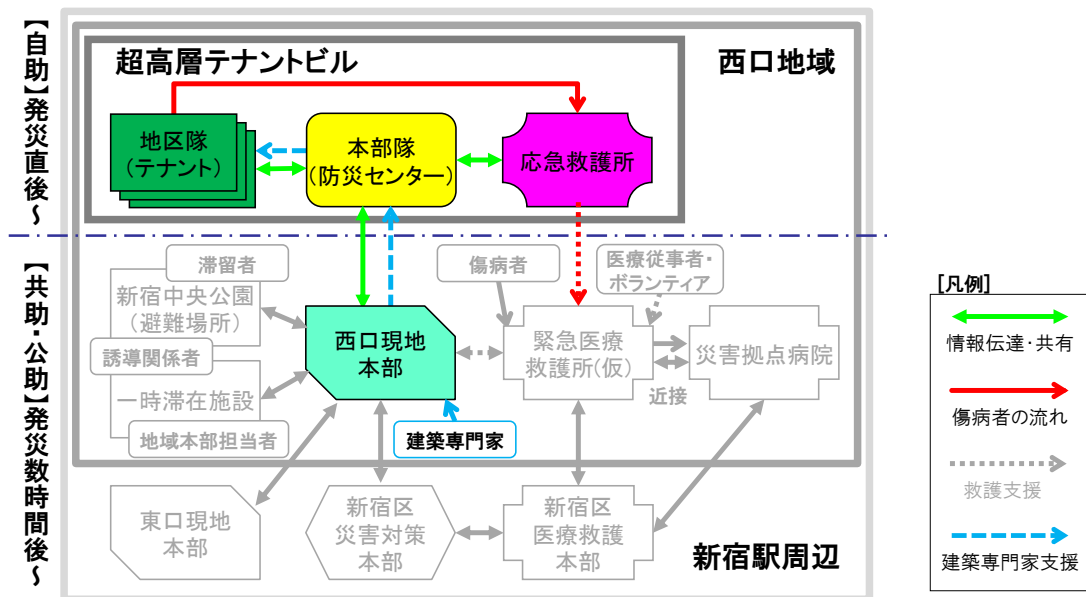 【自助】発災直後~
超高層テナントビル
西口地域
地区隊
(テナント)
本部隊
(防災センター)
応急救護所
【共助・公助】発災数時間後~
滞留者
新宿中央公園
(避難場所)
誘導関係者
一時滞在施設
地域本部担当者
西口現地
本部
建築専門家
傷病者
医療従事者・
ボランティア
緊急医療
救護所(仮)
近接
災害拠点病院
東口現地
本部
新宿区
災害対策
本部
新宿区
医療救護
本部
新宿駅周辺
[凡例]
情報伝達・共有
傷病者の流れ
救護支援
建築専門家支援